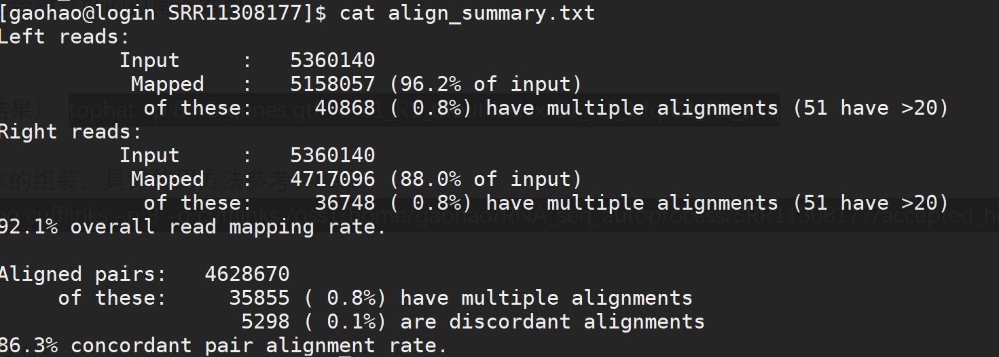 [gaohao@login SRR11308177]$ cat align_summary.txt
Left reads:
Input : 5360140
Mapped : 5158057 (96.2% of input)
of these: 40868 ( 0.8%) have multiple alignments (51 have >20)
Right reads:
Input : 5360140
Mapped : 4717096 (88.0% of input)
of these: 36748 ( 0.8%) have multiple alignments (51 have >20)
92.1% overall read mapping rate.
Aligned pairs: 4628670
of these: 35855 ( 0.8%) have multiple alignments
5298 ( 0.1%) are discordant alignments
86.3% concordant pair alignment rate.